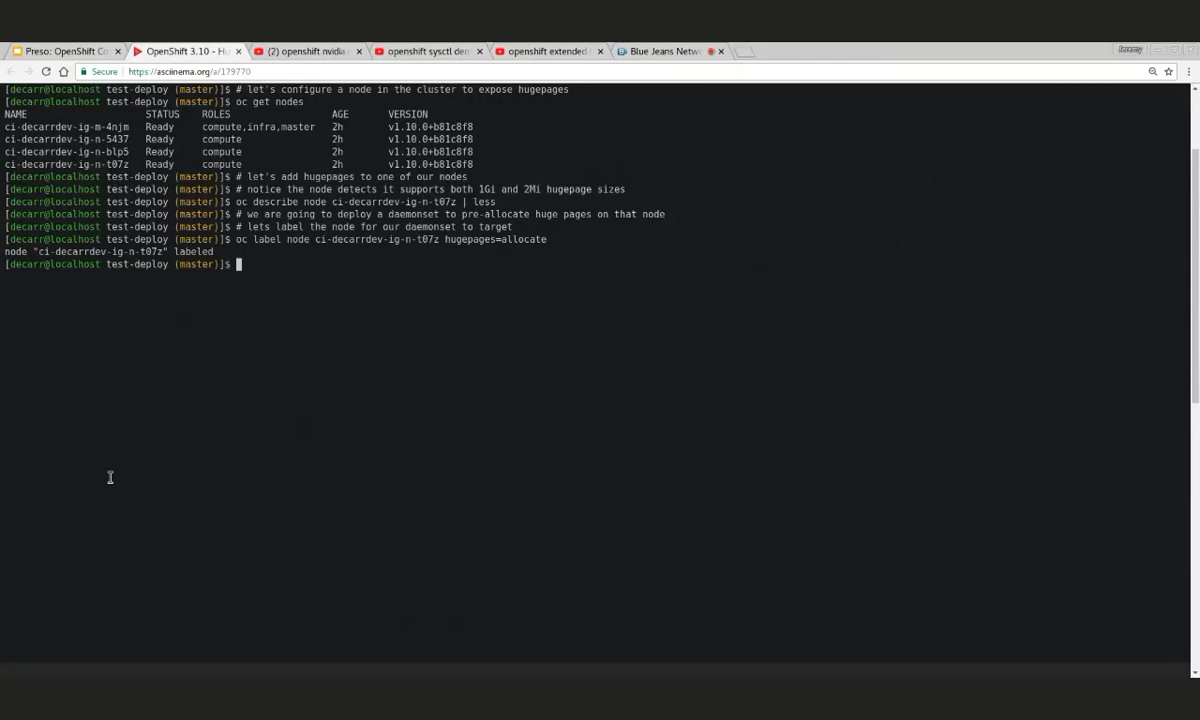 Preso: OpenShift Co
OpenShift 3.10 - Hu
(2) openshift nvidia
openshift sysctl dem
openshift extended
Blue Jeans Netw
Jeremy
Secure
https://asciinema.org/a/179770
[decarr@localhost test-deploy (master)]$ # let's configure a node in the cluster to expose hugepages
[decarr@localhost test-deploy (master)]$ oc get nodes
NAME STATUS ROLES AGE VERSION
ci-decarrdev-ig-m-4njm Ready compute,infra,master 2h v1.10.0+b81c8f8
ci-decarrdev-ig-n-5437 Ready compute 2h v1.10.0+b81c8f8
ci-decarrdev-ig-n-blp5 Ready compute 2h v1.10.0+b81c8f8
ci-decarrdev-ig-n-t07z Ready compute 2h v1.10.0+b81c8f8
[decarr@localhost test-deploy (master)]$ # let's add hugepages to one of our nodes
[decarr@localhost test-deploy (master)]$ # notice the node detects it supports both 1Gi and 2Mi hugepage sizes
[decarr@localhost test-deploy (master)]$ oc describe node ci-decarrdev-ig-n-t07z | less
[decarr@localhost test-deploy (master)]$ # we are going to deploy a daemonset to pre-allocate huge pages on that node
[decarr@localhost test-deploy (master)]$ # lets label the node for our daemonset to target
[decarr@localhost test-deploy (master)]$ oc label node ci-decarrdev-ig-n-t07z hugepages=allocate
node "ci-decarrdev-ig-n-t07z" labeled
[decarr@localhost test-deploy (master)]$